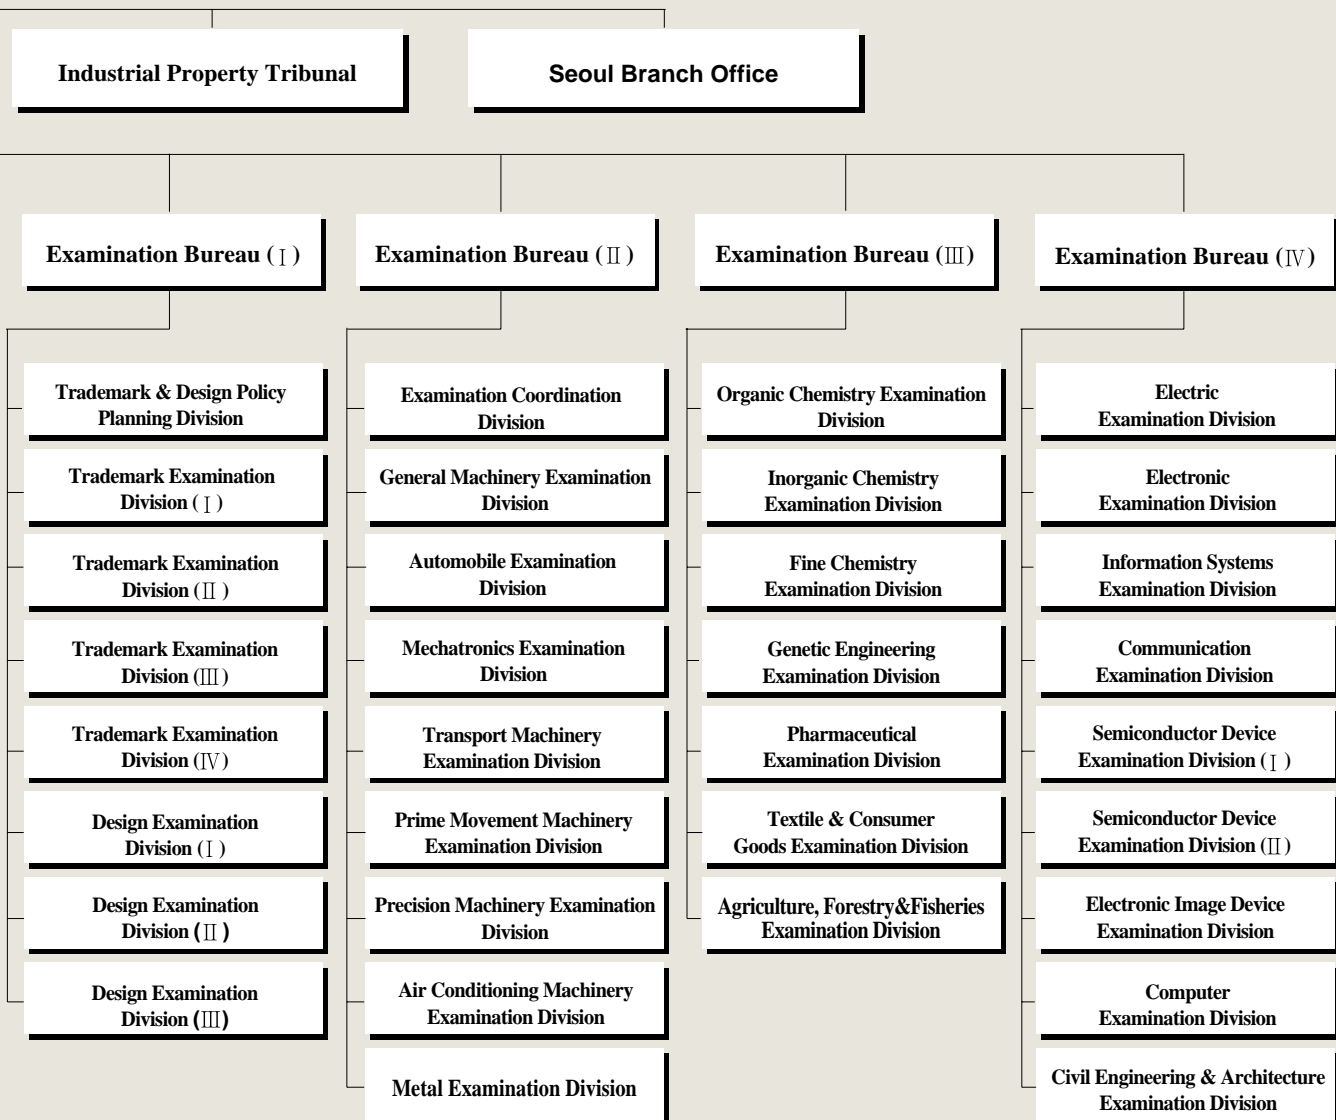 Industrial Property Tribunal
Seoul Branch Office
Examination Bureau (Ⅰ)
Examination Bureau (Ⅱ)
Examination Bureau (Ⅲ)
Examination Bureau (Ⅳ)
Trademark & Design Policy
Planning Division
Trademark Examination
Division (Ⅰ)
Trademark Examination
Division (Ⅱ)
Trademark Examination
Division (Ⅲ)
Trademark Examination
Division (Ⅳ)
Design Examination
Division (Ⅰ)
Design Examination
Division (Ⅱ)
Design Examination
Division (Ⅲ)
Examination Coordination
Division
General Machinery Examination
Division
Automobile Examination
Division
Mechatronics Examination
Division
Transport Machinery
Examination Division
Prime Movement Machinery
Examination Division
Precision Machinery Examination
Division
Air Conditioning Machinery
Examination Division
Metal Examination Division
Organic Chemistry Examination
Division
Inorganic Chemistry
Examination Division
Fine Chemistry
Examination Division
Genetic Engineering
Examination Division
Pharmaceutical
Examination Division
Textile & Consumer
Goods Examination Division
Agriculture, Forestry&Fisheries
Examination Division
Electric
Examination Division
Electronic
Examination Division
Information Systems
Examination Division
Communication
Examination Division
Semiconductor Device
Examination Division (Ⅰ)
Semiconductor Device
Examination Division (Ⅱ)
Electronic Image Device
Examination Division
Computer
Examination Division
Civil Engineering & Architecture
Examination Division